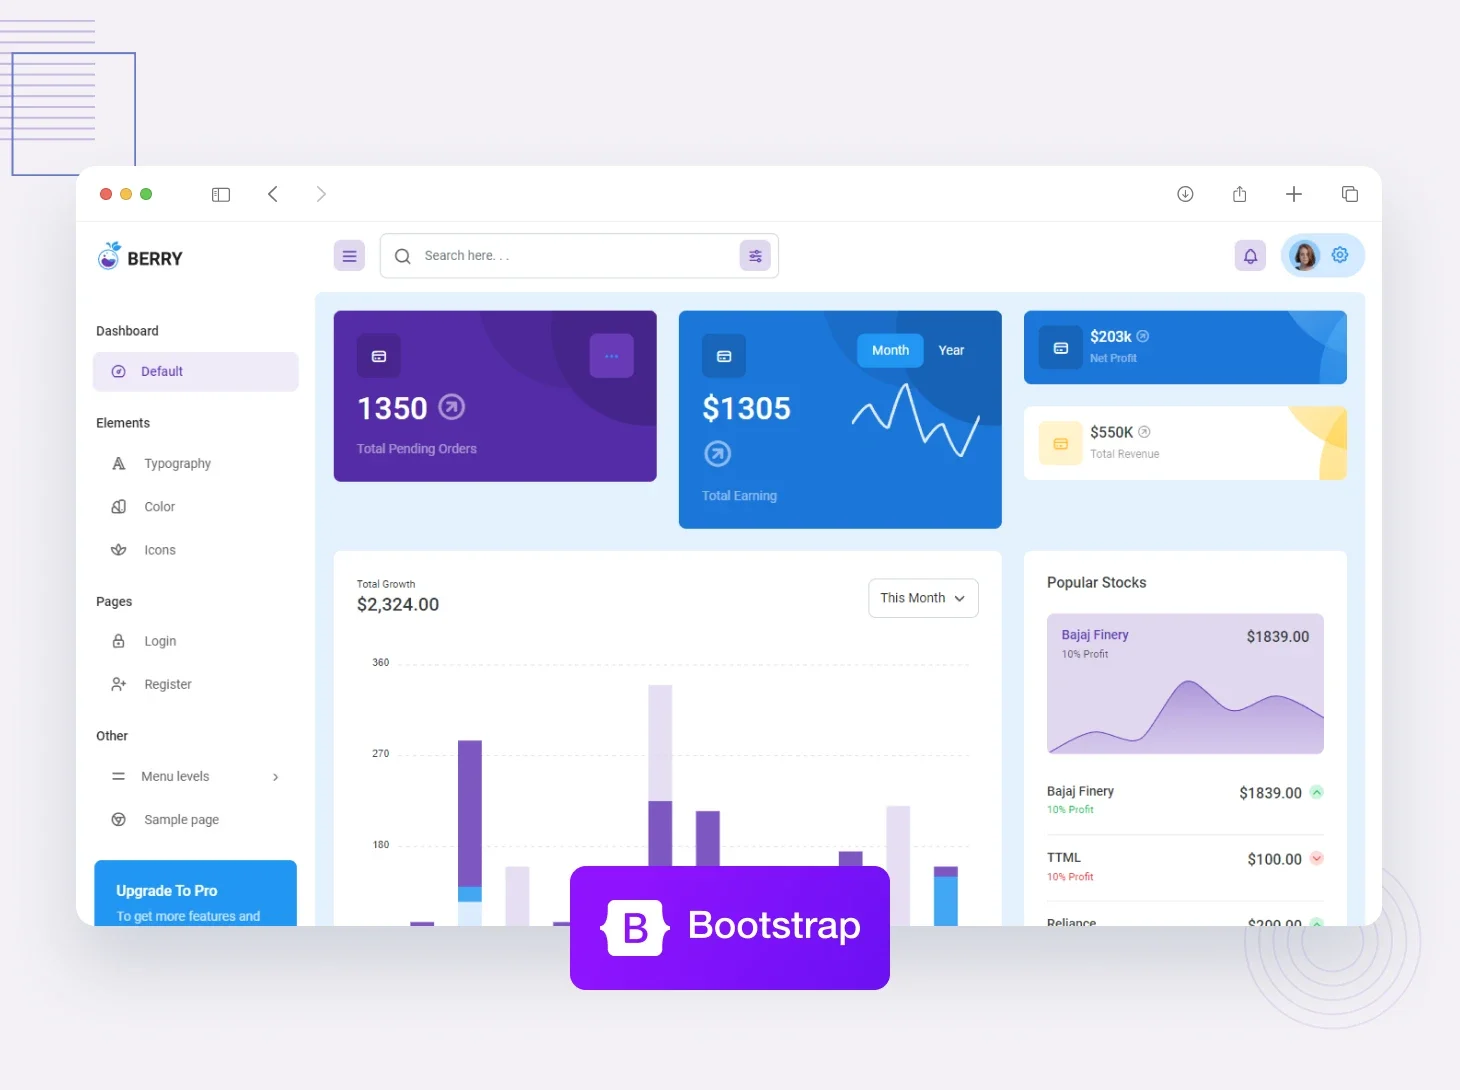 BERRY
Search here. . .
Dashboard
Default
Elements
Typography
Color
Icons
Pages
Login
Register
Other
Menu levels
Sample page
Upgrade To Pro
To get more features and
1350
Total Pending Orders
Month Year
$1305
Total Earning
$203k
Net Profit
$550K
Total Revenue
Total Growth
$2,324.00
This Month
360
270
180
Popular Stocks
Bajaj Finery $1839.00
10% Profit
Bajaj Finery $1839.00
10% Profit
TTML $100.00
10% Profit
Reliance $200.00
B Bootstrap